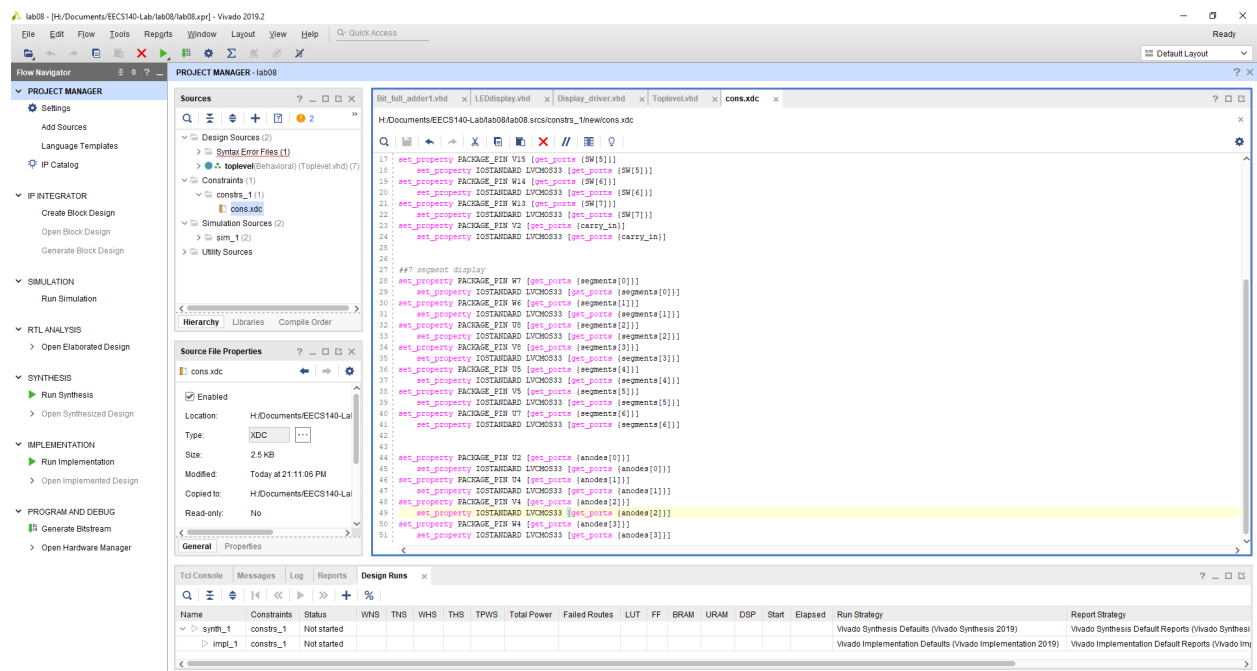 lab08 - [H:/Documents/EECS140-Lab/lab08/lab08.xpr] - Vivado 2019.2
File Edit Flow Tools Reports Window Layout View Help Q- Quick Access
Ready
Default Layout
Flow Navigator
PROJECT MANAGER
Settings
Add Sources
Language Templates
IP Catalog
IP INTEGRATOR
Create Block Design
Open Block Design
Generate Block Design
SIMULATION
Run Simulation
RTL ANALYSIS
Open Elaborated Design
SYNTHESIS
Run Synthesis
Open Synthesized Design
IMPLEMENTATION
Run Implementation
Open Implemented Design
PROGRAM AND DEBUG
Generate Bitstream
Open Hardware Manager
PROJECT MANAGER - lab08
Sources
2
Design Sources (2)
Syntax Error Files (1)
toplevel(Behavioral) (Toplevel.vhd) (7)
Constraints (1)
constrs_1 (1)
cons.xdc
Simulation Sources (2)
sim_1 (2)
Utility Sources
Hierarchy Libraries Compile Order
Source File Properties
cons.xdc
Enabled
Location: H:/Documents/EECS140-Lal
Type: XDC
Size: 2.5 KB
Modified: Today at 21:11:06 PM
Copied to: H:/Documents/EECS140-Lal
Read-only: No
General Properties
Bit_full_adder1.vhd LEDdisplay.vhd Display_driver.vhd Toplevel.vhd cons.xdc
H:/Documents/EECS140-Lab/lab08/lab08.srcs/constrs_1/new/cons.xdc
17 set_property PACKAGE_PIN V15 [get_ports {SW[5]}]
18 set_property IOSTANDARD LVCMOS33 [get_ports {SW[5]}]
19 set_property PACKAGE_PIN W14 [get_ports {SW[6]}]
20 set_property IOSTANDARD LVCMOS33 [get_ports {SW[6]}]
21 set_property PACKAGE_PIN W13 [get_ports {SW[7]}]
22 set_property IOSTANDARD LVCMOS33 [get_ports {SW[7]}]
23 set_property PACKAGE_PIN V2 [get_ports {carry_in}]
24 set_property IOSTANDARD LVCMOS33 [get_ports {carry_in}]
25
26
27 ##7 segment display
28 set_property PACKAGE_PIN W7 [get_ports {segments[0]}]
29 set_property IOSTANDARD LVCMOS33 [get_ports {segments[0]}]
30 set_property PACKAGE_PIN W6 [get_ports {segments[1]}]
31 set_property IOSTANDARD LVCMOS33 [get_ports {segments[1]}]
32 set_property PACKAGE_PIN U8 [get_ports {segments[2]}]
33 set_property IOSTANDARD LVCMOS33 [get_ports {segments[2]}]
34 set_property PACKAGE_PIN V8 [get_ports {segments[3]}]
35 set_property IOSTANDARD LVCMOS33 [get_ports {segments[3]}]
36 set_property PACKAGE_PIN U5 [get_ports {segments[4]}]
37 set_property IOSTANDARD LVCMOS33 [get_ports {segments[4]}]
38 set_property PACKAGE_PIN V5 [get_ports {segments[5]}]
39 set_property IOSTANDARD LVCMOS33 [get_ports {segments[5]}]
40 set_property PACKAGE_PIN U7 [get_ports {segments[6]}]
41 set_property IOSTANDARD LVCMOS33 [get_ports {segments[6]}]
42
43
44 set_property PACKAGE_PIN U2 [get_ports {anodes[0]}]
45 set_property IOSTANDARD LVCMOS33 [get_ports {anodes[0]}]
46 set_property PACKAGE_PIN U4 [get_ports {anodes[1]}]
47 set_property IOSTANDARD LVCMOS33 [get_ports {anodes[1]}]
48 set_property PACKAGE_PIN V4 [get_ports {anodes[2]}]
49 set_property IOSTANDARD LVCMOS33 [get_ports {anodes[2]}]
50 set_property PACKAGE_PIN W4 [get_ports {anodes[3]}]
51 set_property IOSTANDARD LVCMOS33 [get_ports {anodes[3]}]
Tcl Console Messages Log Reports Design Runs
Name Constraints Status WNS TNS WHS THS TPWS Total Power Failed Routes LUT FF BRAM URAM DSP Start Elapsed Run Strategy Report Strategy
synth_1 constrs_1 Not started Vivado Synthesis Defaults (Vivado Synthesis 2019) Vivado Synthesis Default Reports (Vivado Synthesi
impl_1 constrs_1 Not started Vivado Implementation Defaults (Vivado Implementation 2019) Vivado Implementation Default Reports (Vivado Im